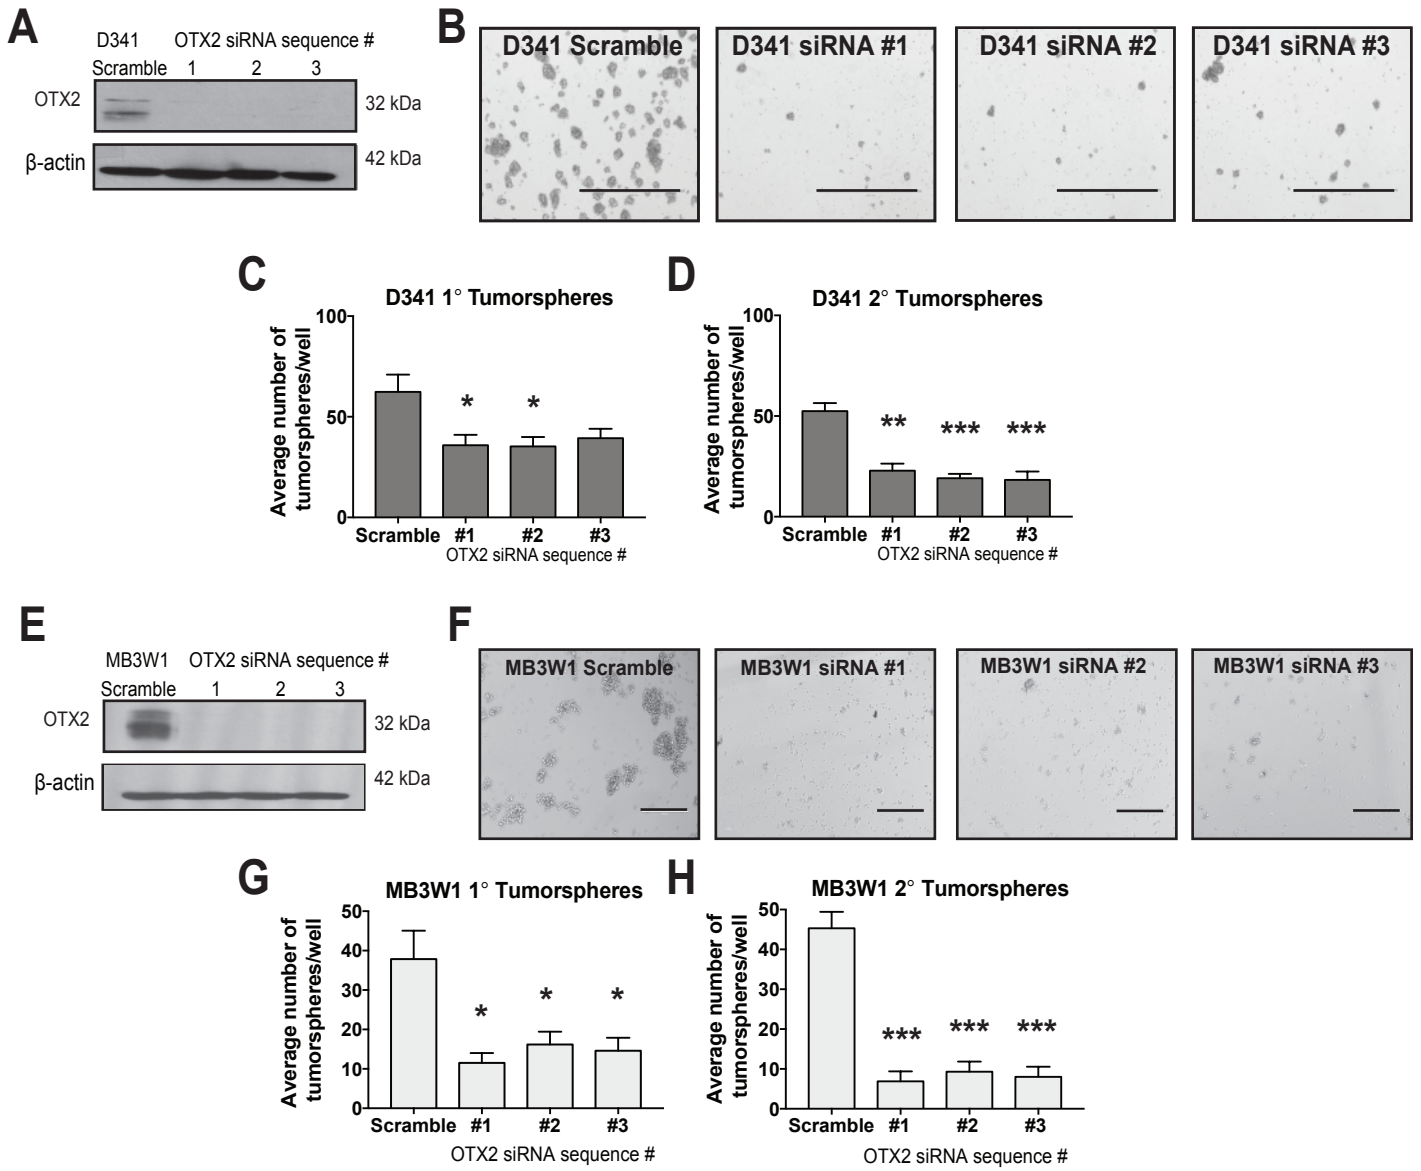 A
D341
OTX2 siRNA sequence #
Scramble 1 2 3
OTX2
32 kDa
β-actin
42 kDa
B
D341 Scramble
D341 siRNA #1
D341 siRNA #2
D341 siRNA #3
C
D341 1° Tumorspheres
Average number of
tumorspheres/well
100
50
0
*
*
Scramble #1 #2 #3
OTX2 siRNA sequence #
D
D341 2° Tumorspheres
Average number of
tumorspheres/well
100
50
0
**
***
***
Scramble #1 #2 #3
OTX2 siRNA sequence #
E
MB3W1
OTX2 siRNA sequence #
Scramble 1 2 3
OTX2
32 kDa
β-actin
42 kDa
F
MB3W1 Scramble
MB3W1 siRNA #1
MB3W1 siRNA #2
MB3W1 siRNA #3
G
MB3W1 1° Tumorspheres
Average number of
tumorspheres/well
50
40
30
20
10
0
*
*
*
Scramble #1 #2 #3
OTX2 siRNA sequence #
H
MB3W1 2° Tumorspheres
Average number of
tumorspheres/well
50
40
30
20
10
0
***
***
***
Scramble #1 #2 #3
OTX2 siRNA sequence #